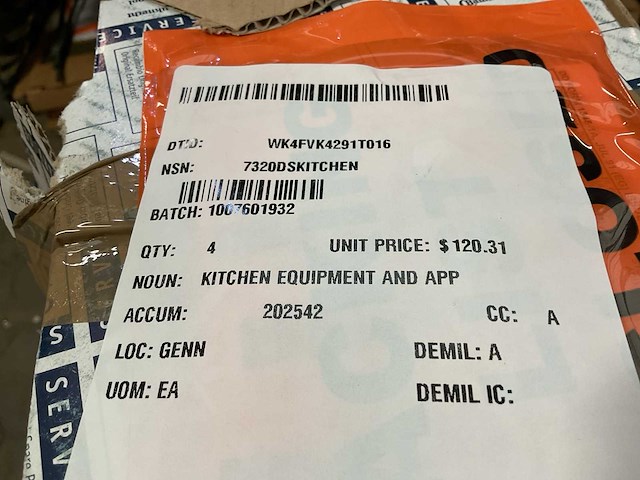 SERVICE
DTID: WK4FVK4291T016
NSN: 7320DSKITCHEN
BATCH: 1007601932
QTY: 4 UNIT PRICE: $120.31
NOUN: KITCHEN EQUIPMENT AND APP
ACCUM: 202542 CC: A
LOC: GENN DEMIL: A
UOM: EA DEMIL IC:
S
SERV